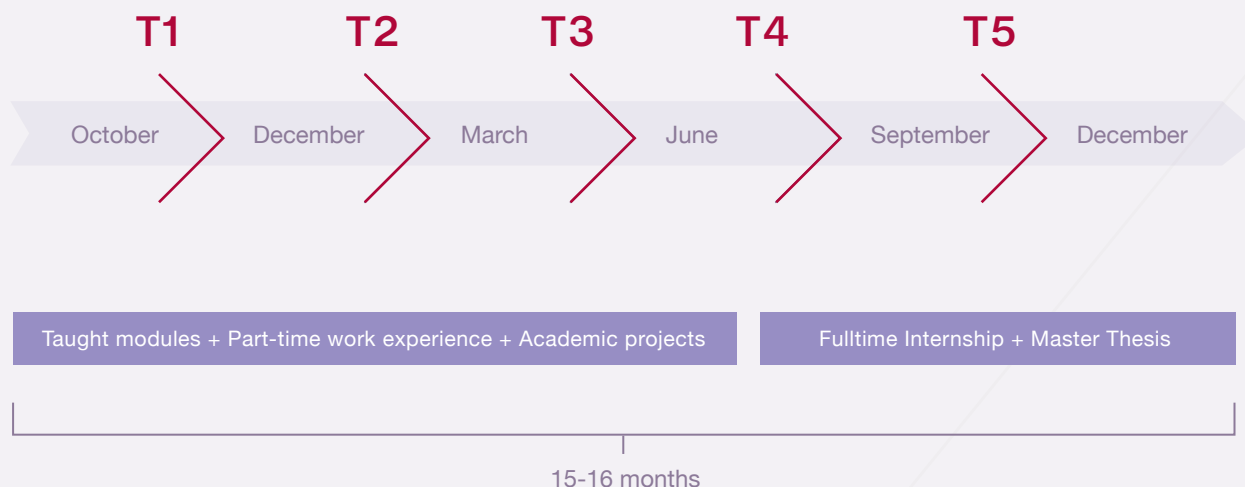 T1 T2 T3 T4 T5
October December March June September December
Taught modules + Part-time work experience + Academic projects Fulltime Internship + Master Thesis
15-16 months